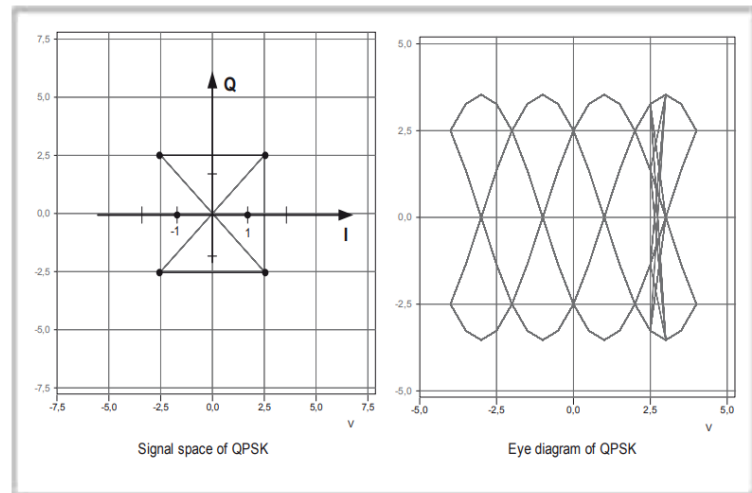 7,5
5,0
2,5
0,0
-2,5
-5,0
-7,5
Q
I
-1
1
-7,5 -5,0 -2,5 0,0 2,5 5,0 7,5
V
Signal space of QPSK
5,0
2,5
0,0
-2,5
-5,0
-5,0 -2,5 0,0 2,5 5,0
V
Eye diagram of QPSK